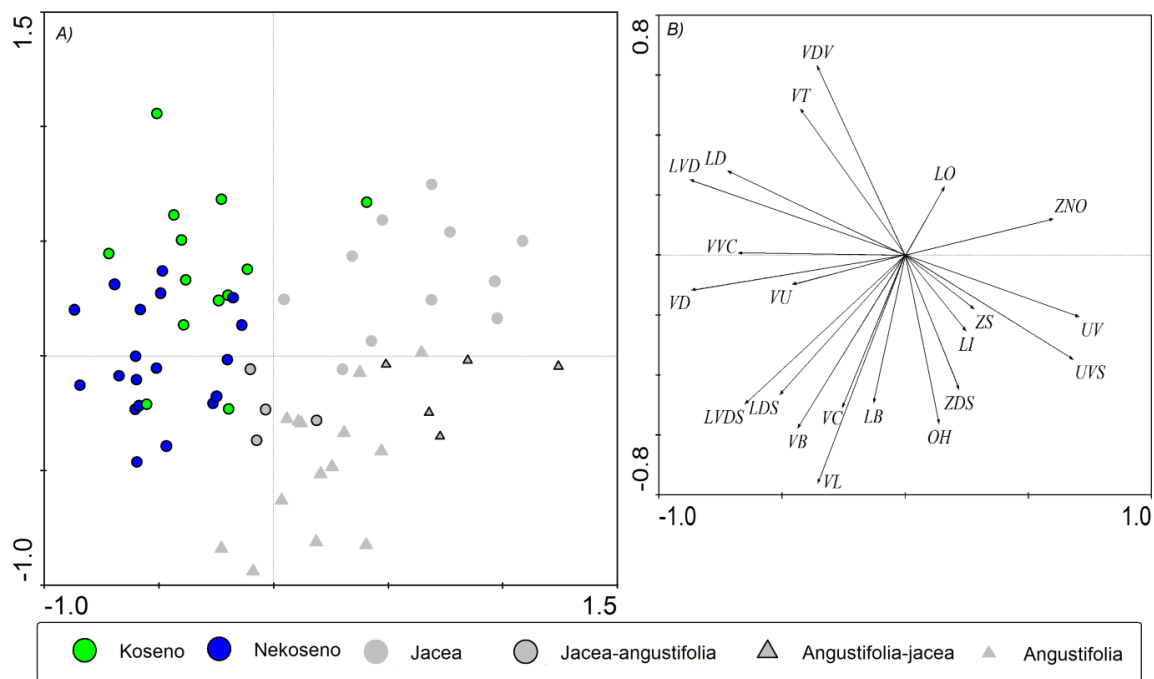 A)
1.5
-1.0
-1.0 1.5
B)
0.8
-0.8
-1.0 1.0
VDV
VT
LD
LVD
LO
ZNO
VVC
VD
VU
ZS
UV
LI
UVS
LVDS
LDS
VC
LB
ZDS
VB
OH
VL
Koseno Nekoseno Jacea Jacea-angustifolia Angustifolia-jacea Angustifolia